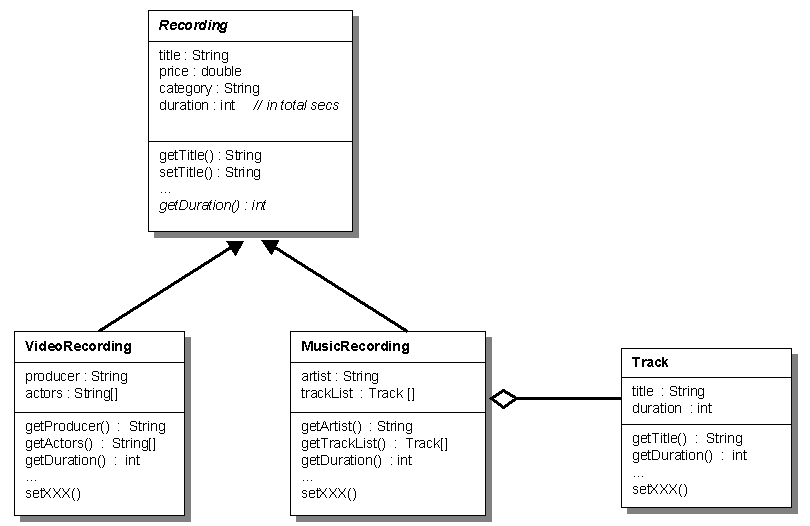 Recording
title : String
price : double
category : String
duration : int // in total secs
getTitle() : String
setTitle() : String
...
getDuration() : int
VideoRecording
producer : String
actors : String[]
getProducer() : String
getActors() : String[]
getDuration() : int
...
setXXX()
MusicRecording
artist : String
trackList : Track []
getArtist() : String
getTrackList() : Track[]
getDuration() : int
...
setXXX()
Track
title : String
duration : int
getTitle() : String
getDuration() : int
...
setXXX()